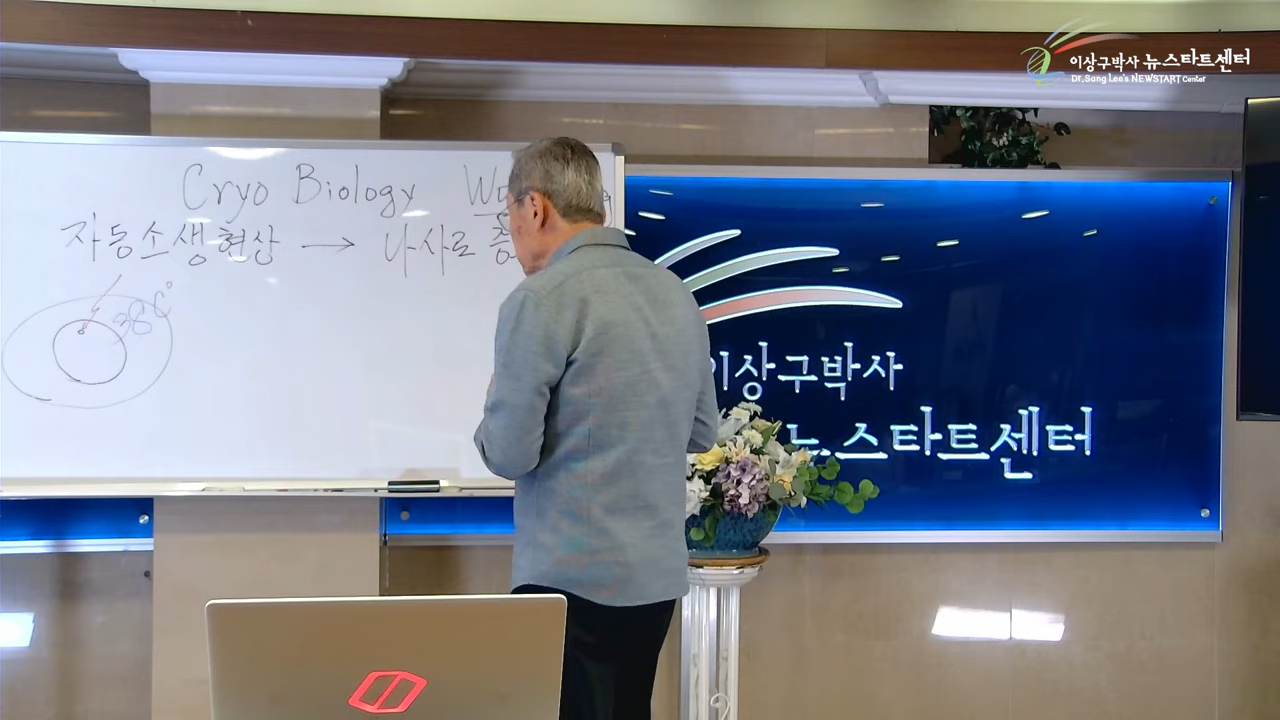 이상구박사 뉴스타트센터
Dr. Sang Lee's NEWSTART Center
Cryo Biology
자동소생현상 → 나사로
38 C°
이상구박사
뉴스타트센터